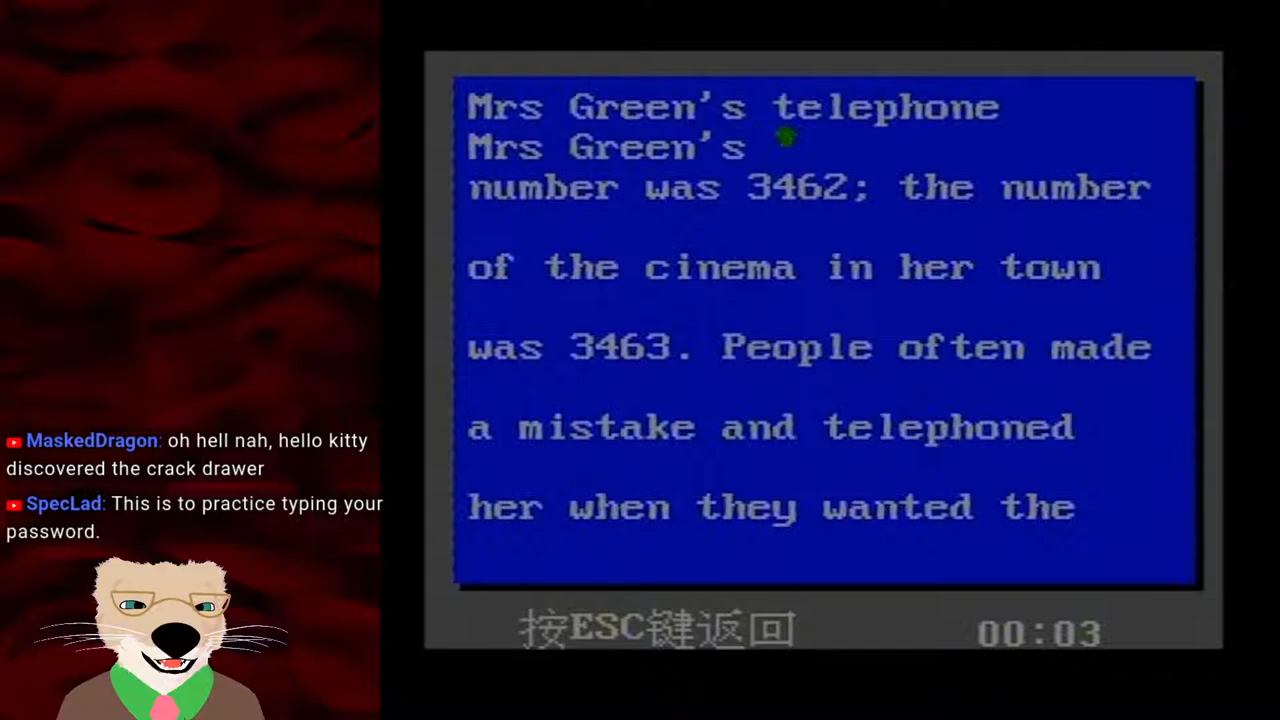 Mrs Green's telephone
Mrs Green's
number was 3462; the number
of the cinema in her town
was 3463. People often made
a mistake and telephoned
her when they wanted the
按ESC键返回
00:03
MaskedDragon: oh hell nah, hello kitty
discovered the crack drawer
SpecLad: This is to practice typing your
password.